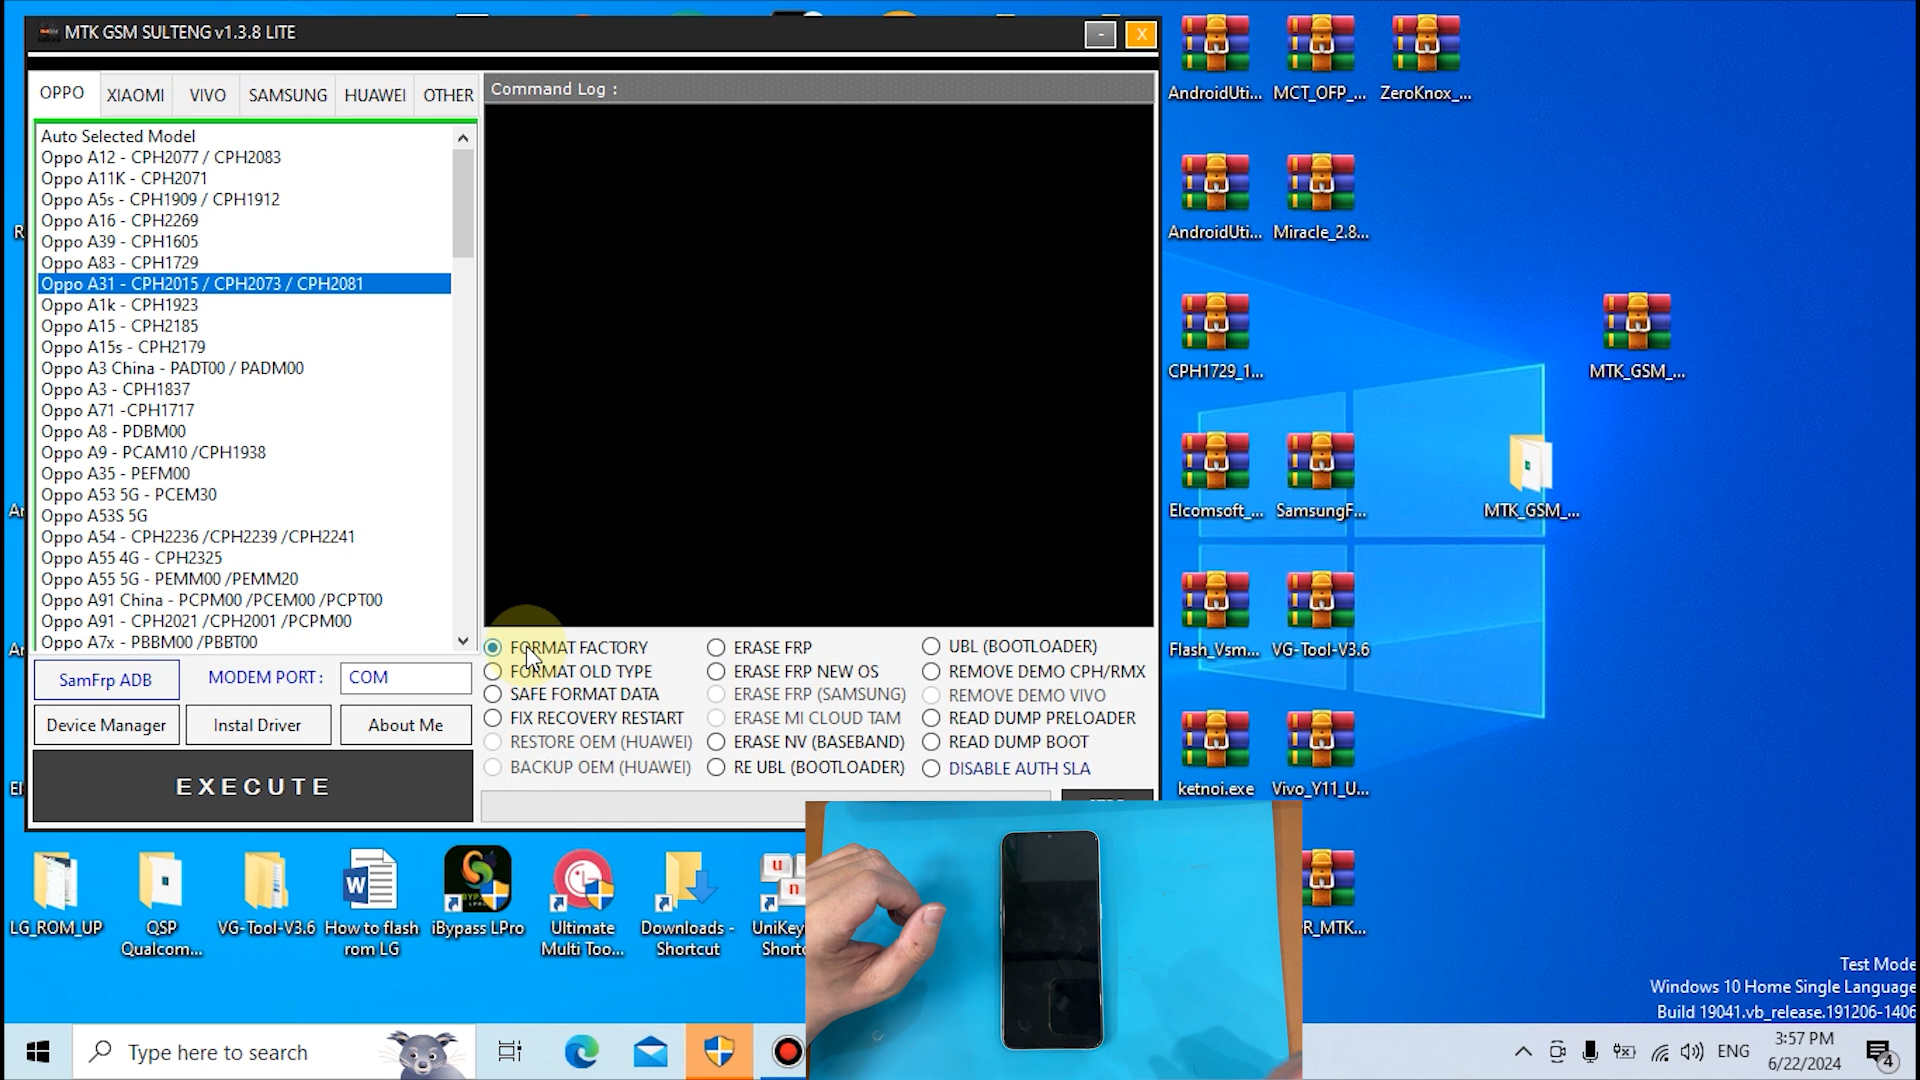 MTK GSM SULTENG v1.3.8 LITE
-
X
OPPO
XIAOMI
VIVO
SAMSUNG
HUAWEI
OTHER
Command Log :
Auto Selected Model
Oppo A12 - CPH2077 / CPH2083
Oppo A11K - CPH2071
Oppo A5s - CPH1909 / CPH1912
Oppo A16 - CPH2269
Oppo A39 - CPH1605
Oppo A83 - CPH1729
Oppo A31 - CPH2015 / CPH2073 / CPH2081
Oppo A1k - CPH1923
Oppo A15 - CPH2185
Oppo A15s - CPH2179
Oppo A3 China - PADT00 / PADM00
Oppo A3 - CPH1837
Oppo A71 -CPH1717
Oppo A8 - PDBM00
Oppo A9 - PCAM10 /CPH1938
Oppo A35 - PEFM00
Oppo A53 5G - PCEM30
Oppo A53S 5G
Oppo A54 - CPH2236 /CPH2239 /CPH2241
Oppo A55 4G - CPH2325
Oppo A55 5G - PEMM00 /PEMM20
Oppo A91 China - PCPM00 /PCEM00 /PCPT00
Oppo A91 - CPH2021 /CPH2001 /PCPM00
Oppo A7x - PBBM00 /PBBT00
FORMAT FACTORY
FORMAT OLD TYPE
SAFE FORMAT DATA
FIX RECOVERY RESTART
RESTORE OEM (HUAWEI)
BACKUP OEM (HUAWEI)
ERASE FRP
ERASE FRP NEW OS
ERASE FRP (SAMSUNG)
ERASE MI CLOUD TAM
ERASE NV (BASEBAND)
RE UBL (BOOTLOADER)
UBL (BOOTLOADER)
REMOVE DEMO CPH/RMX
REMOVE DEMO VIVO
READ DUMP PRELOADER
READ DUMP BOOT
DISABLE AUTH SLA
SamFrp ADB
MODEM PORT :
COM
Device Manager
Instal Driver
About Me
EXECUTE
AndroidUti...
MCT_OFP_...
ZeroKnox_...
AndroidUti...
Miracle_2.8...
CPH1729_1...
MTK_GSM_...
Elcomsoft_...
SamsungF...
MTK_GSM_...
Flash_Vsm...
VG-Tool-V3.6
ketnoi.exe
Vivo_Y11_U...
R_MTK...
LG_ROM_UP
QSP
Qualcom...
VG-Tool-V3.6
How to flash
rom LG
iBypass LPro
Ultimate
Multi Too...
Downloads -
Shortcut
u
n
UniKey
Shorto
Test Mode
Windows 10 Home Single Language
Build 19041.vb_release.191206-1406
Type here to search
ENG
3:57 PM
6/22/2024
4